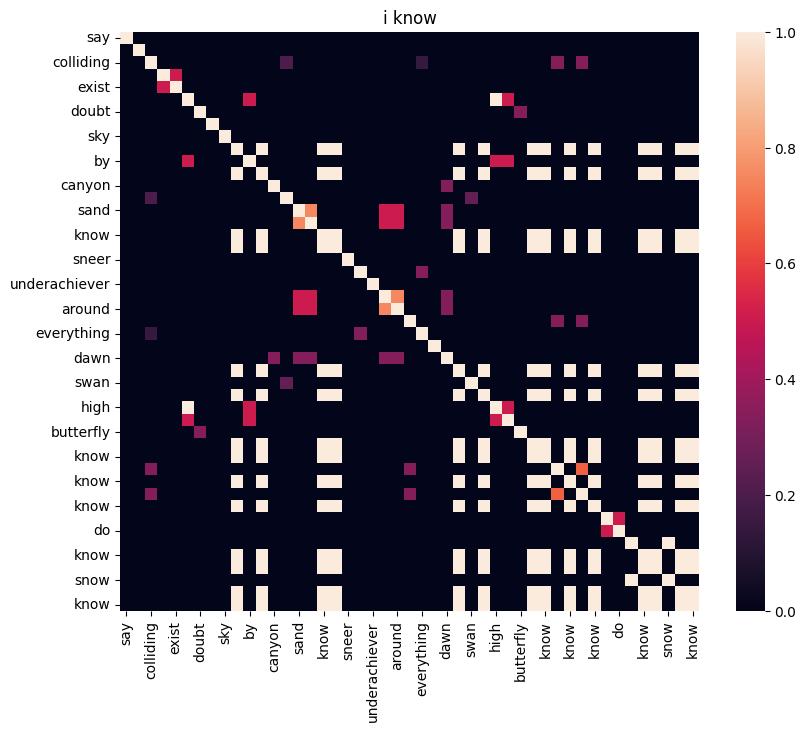 i know
say
colliding
exist
doubt
sky
by
canyon
sand
know
sneer
underachiever
around
everything
dawn
swan
high
butterfly
know
know
know
do
know
snow
know
1.0
0.8
0.6
0.4
0.2
0.0
say
colliding
exist
doubt
sky
by
canyon
sand
know
sneer
underachiever
around
everything
dawn
swan
high
butterfly
know
know
know
do
know
snow
know